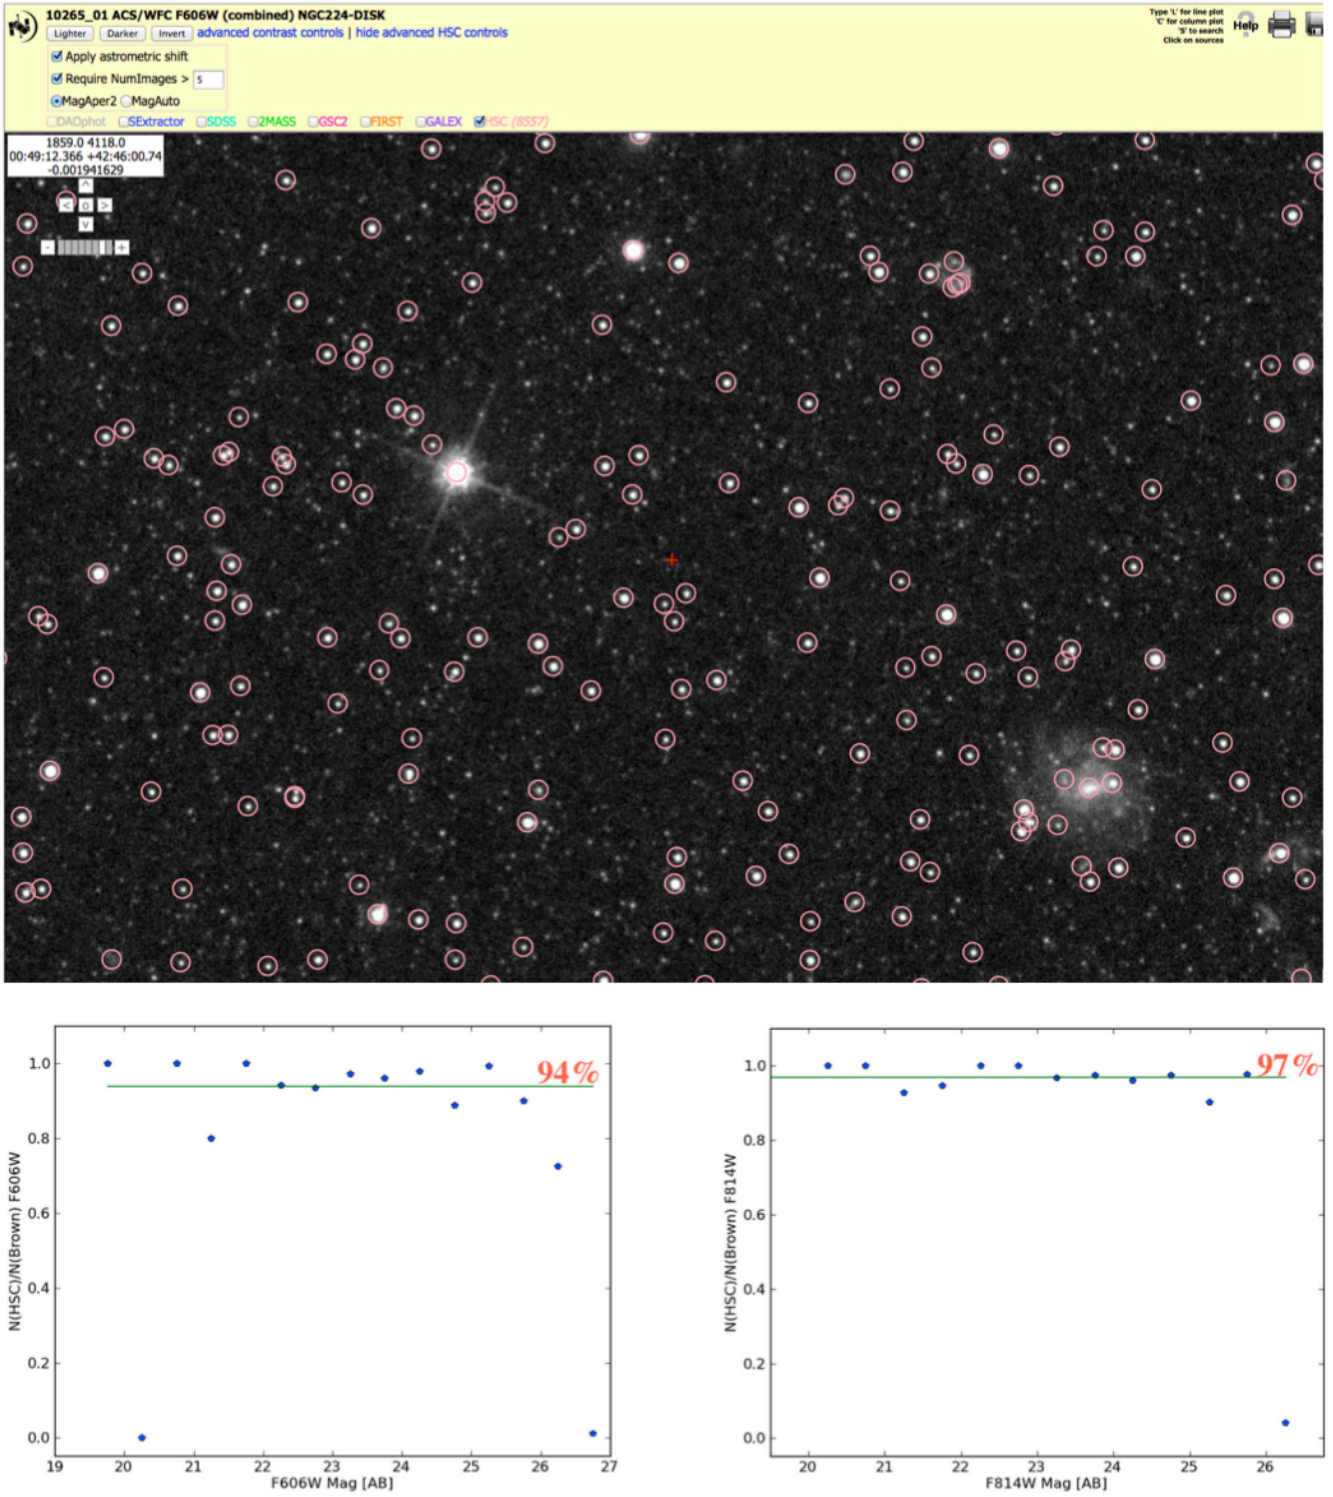 10265_01 ACS/WFC F606W (combined) NGC224-DISK
Lighter Darker Invert advanced contrast controls | hide advanced HSC controls
Type 'L' for line plot
'C' for column plot
'S' to search
Click on sources
Help
Apply astrometric shift
Require NumImages > 5
MagAper2 MagAuto
DAOphot SExtractor SDSS 2MASS GSC2 FIRST GALEX HSC (8557)
1859.0 4118.0
00:49:12.366 +42:46:00.74
-0.001941629
^
< o >
v
- +
94%
1.0
0.8
0.6
0.4
0.2
0.0
N(HSC)/N(Brown) F606W
19 20 21 22 23 24 25 26 27
F606W Mag [AB]
97%
1.0
0.8
0.6
0.4
0.2
0.0
N(HSC)/N(Brown) F814W
20 21 22 23 24 25 26
F814W Mag [AB]